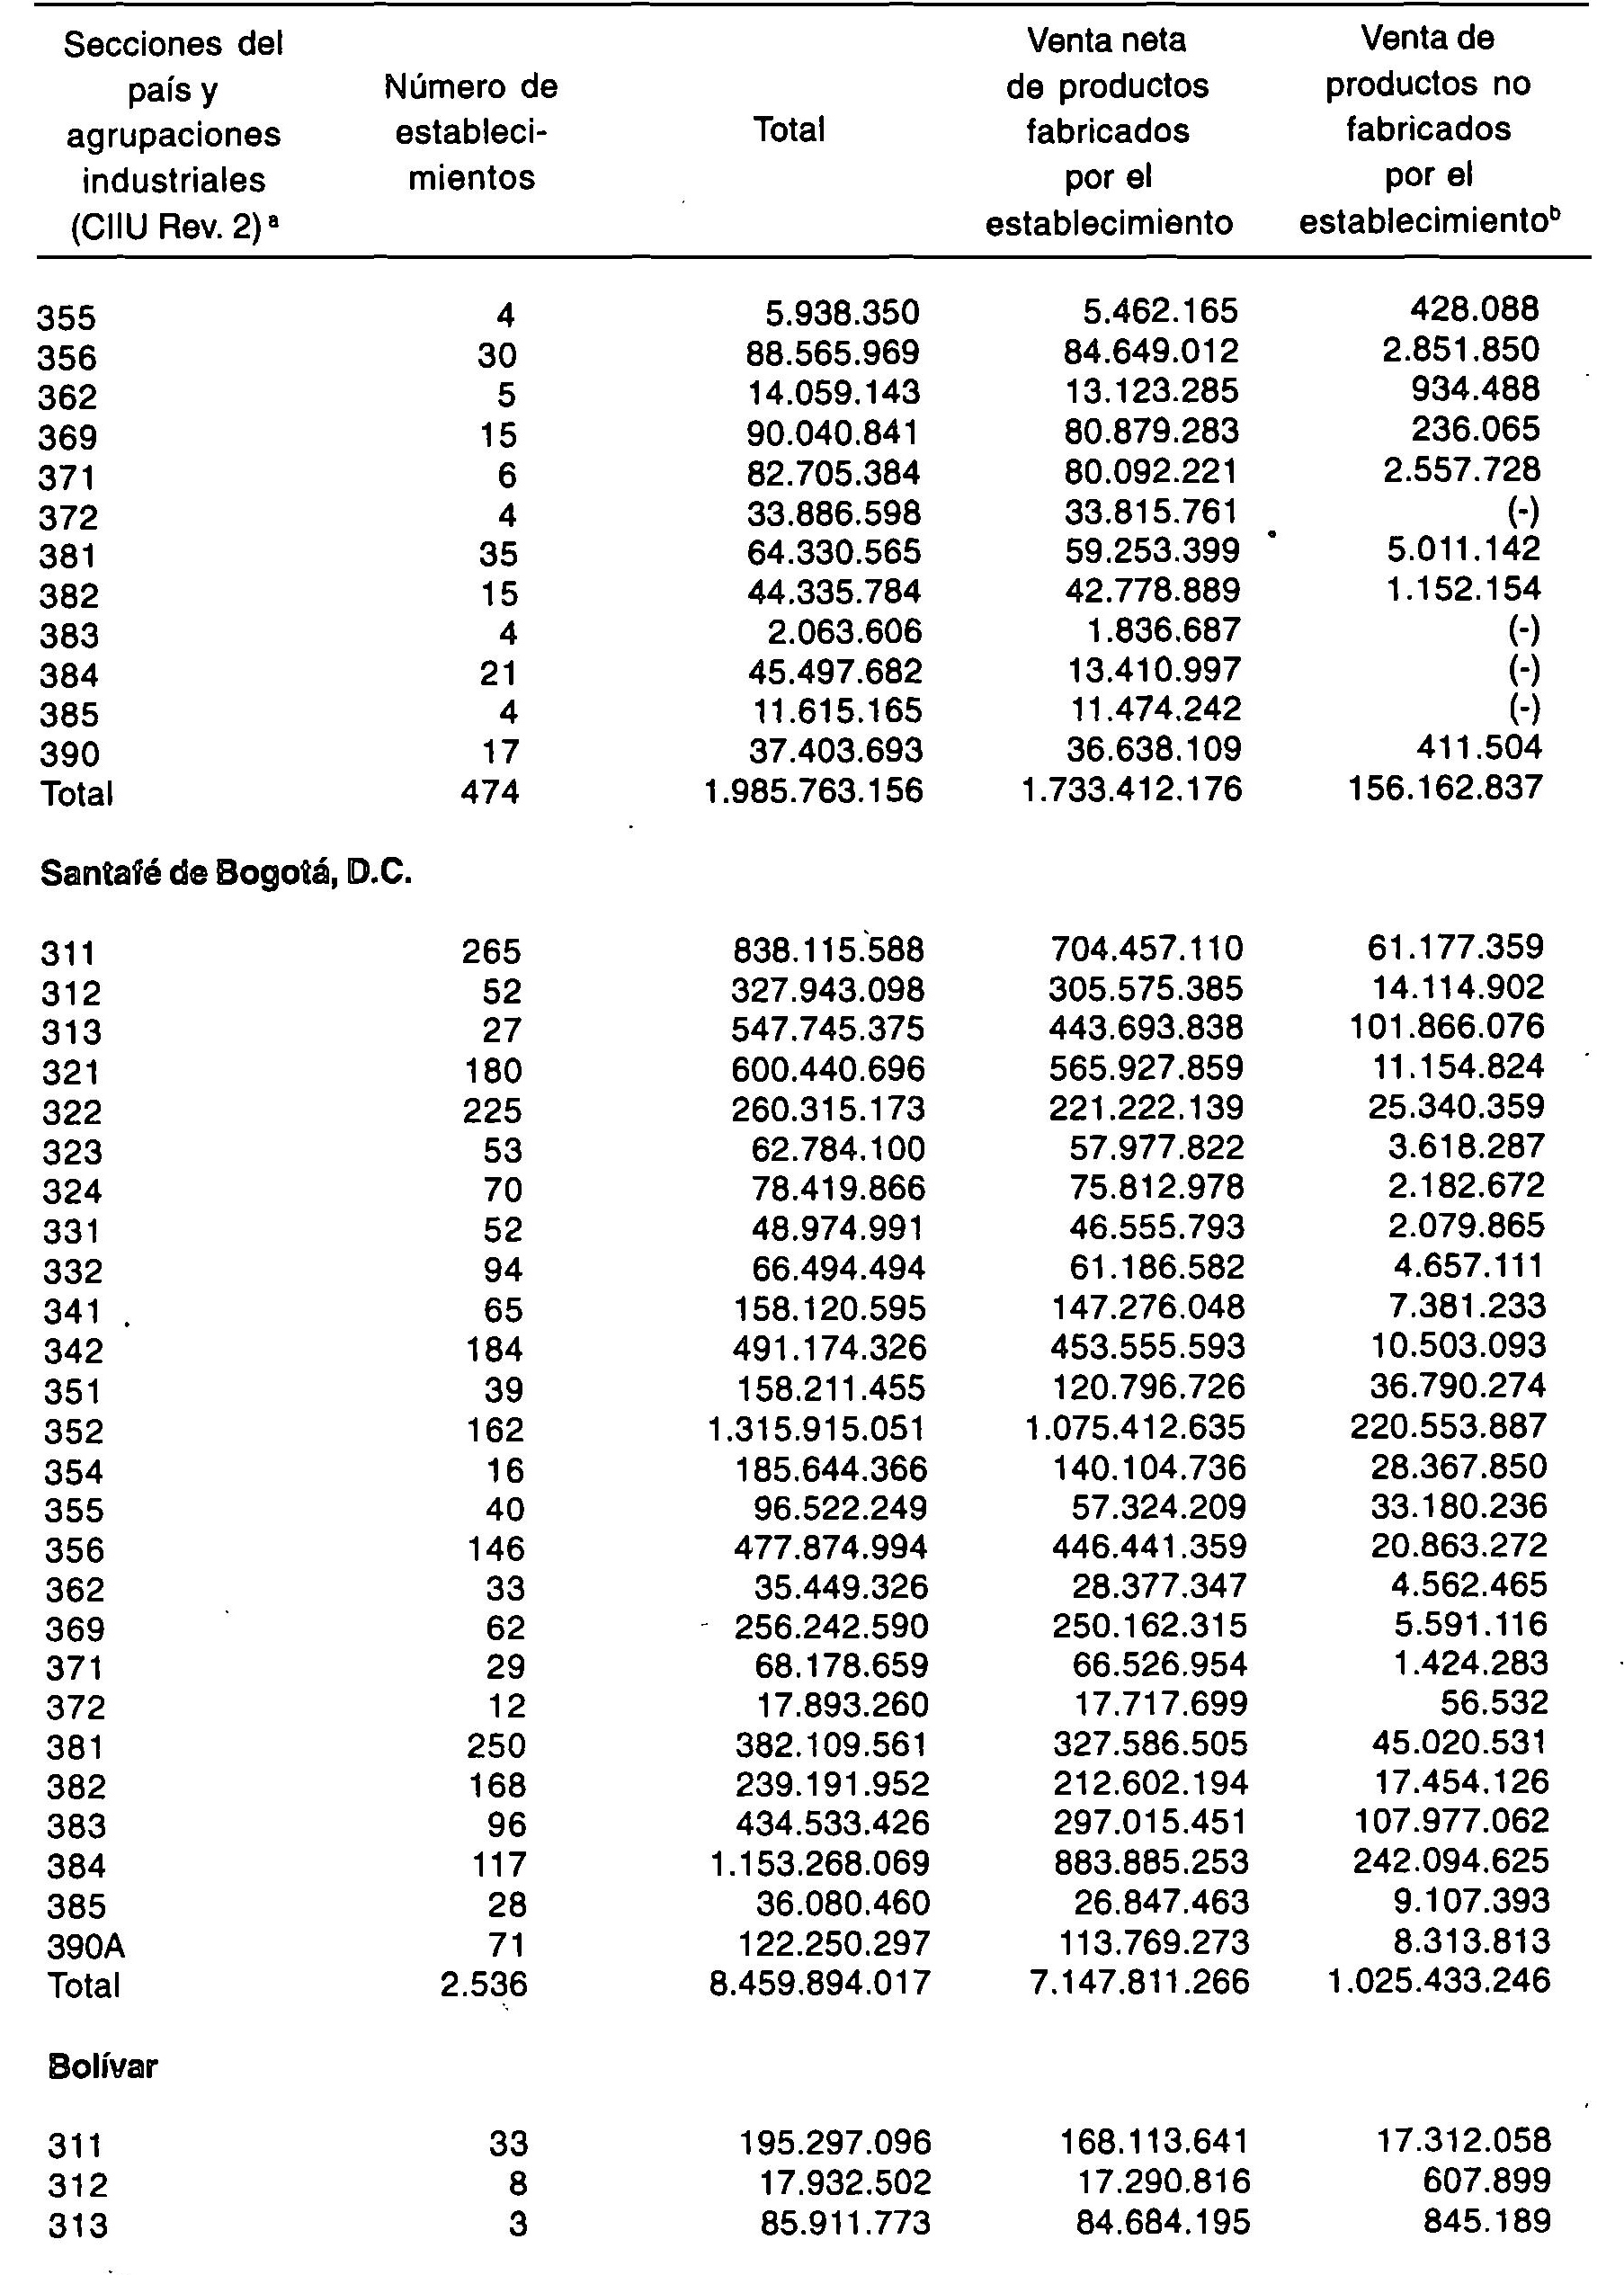 Secciones del país y agrupaciones industriales (CIIU Rev. 2) a | Número de estableci- mientos | Total | Venta neta de productos fabricados por el establecimiento | Venta de productos no fabricados por el establecimiento b
355 4 5.938.350 5.462.165 428.088
356 30 88.565.969 84.649.012 2.851.850
362 5 14.059.143 13.123.285 934.488
369 15 90.040.841 80.879.283 236.065
371 6 82.705.384 80.092.221 2.557.728
372 4 33.886.598 33.815.761 (-)
381 35 64.330.565 59.253.399 5.011.142
382 15 44.335.784 42.778.889 1.152.154
383 4 2.063.606 1.836.687 (-)
384 21 45.497.682 13.410.997 (-)
385 4 11.615.165 11.474.242 (-)
390 17 37.403.693 36.638.109 411.504
Total 474 1.985.763.156 1.733.412.176 156.162.837
Santafé de Bogotá, D.C.
311 265 838.115.588 704.457.110 61.177.359
312 52 327.943.098 305.575.385 14.114.902
313 27 547.745.375 443.693.838 101.866.076
321 180 600.440.696 565.927.859 11.154.824
322 225 260.315.173 221.222.139 25.340.359
323 53 62.784.100 57.977.822 3.618.287
324 70 78.419.866 75.812.978 2.182.672
331 52 48.974.991 46.555.793 2.079.865
332 94 66.494.494 61.186.582 4.657.111
341 65 158.120.595 147.276.048 7.381.233
342 184 491.174.326 453.555.593 10.503.093
351 39 158.211.455 120.796.726 36.790.274
352 162 1.315.915.051 1.075.412.635 220.553.887
354 16 185.644.366 140.104.736 28.367.850
355 40 96.522.249 57.324.209 33.180.236
356 146 477.874.994 446.441.359 20.863.272
362 33 35.449.326 28.377.347 4.562.465
369 62 256.242.590 250.162.315 5.591.116
371 29 68.178.659 66.526.954 1.424.283
372 12 17.893.260 17.717.699 56.532
381 250 382.109.561 327.586.505 45.020.531
382 168 239.191.952 212.602.194 17.454.126
383 96 434.533.426 297.015.451 107.977.062
384 117 1.153.268.069 883.885.253 242.094.625
385 28 36.080.460 26.847.463 9.107.393
390A 71 122.250.297 113.769.273 8.313.813
Total 2.536 8.459.894.017 7.147.811.266 1.025.433.246
Bolívar
311 33 195.297.096 168.113.641 17.312.058
312 8 17.932.502 17.290.816 607.899
313 3 85.911.773 84.684.195 845.189